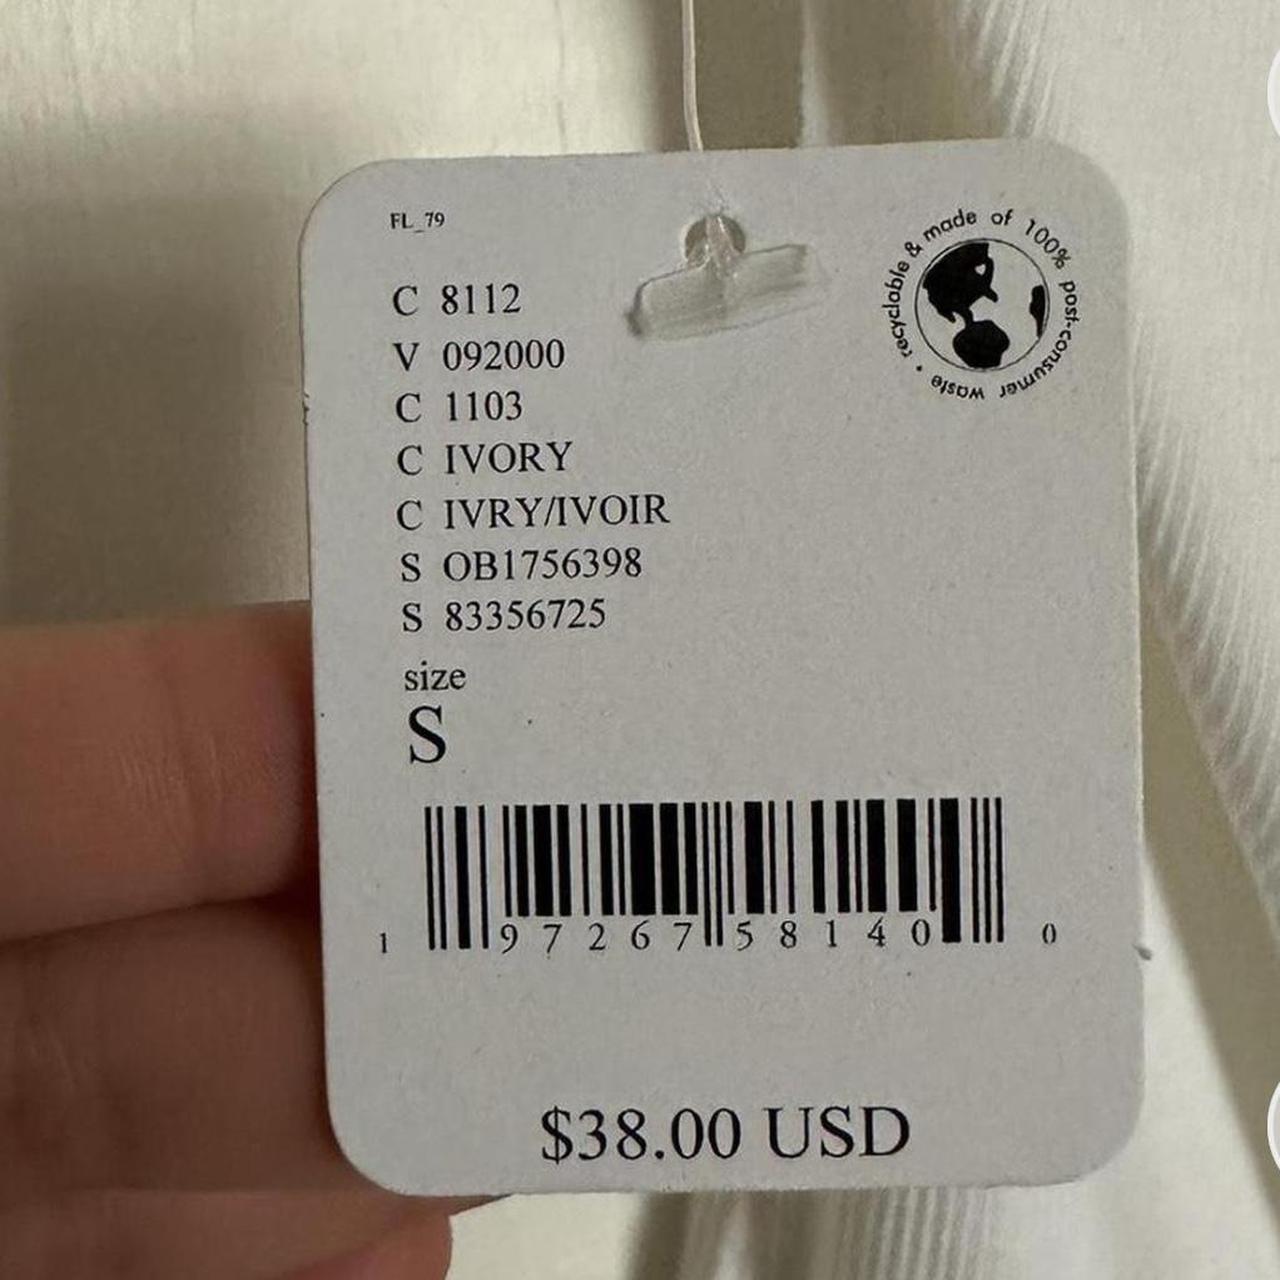 FL_79
recyclable & made of 100% post-consumer waste •
C 8112
V 092000
C 1103
C IVORY
C IVRY/IVOIR
S OB1756398
S 83356725
size
S
1 97267 58140 0
$38.00 USD